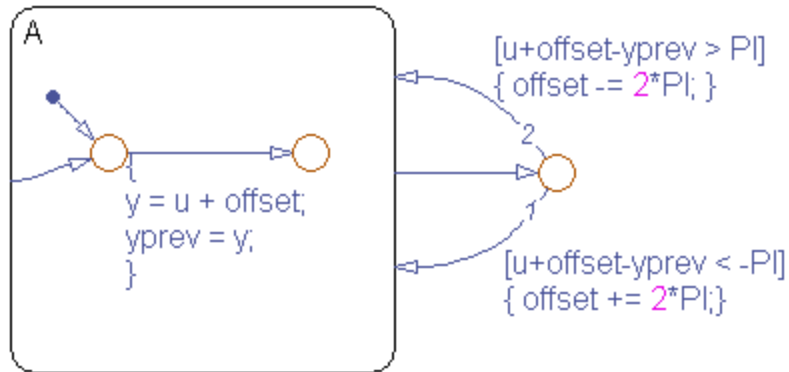 A
[u+offset-yprev > PI]
{ offset -= 2*PI; }
2
{
y = u + offset;
yprev = y;
}
1
[u+offset-yprev < -PI]
{ offset += 2*PI;}